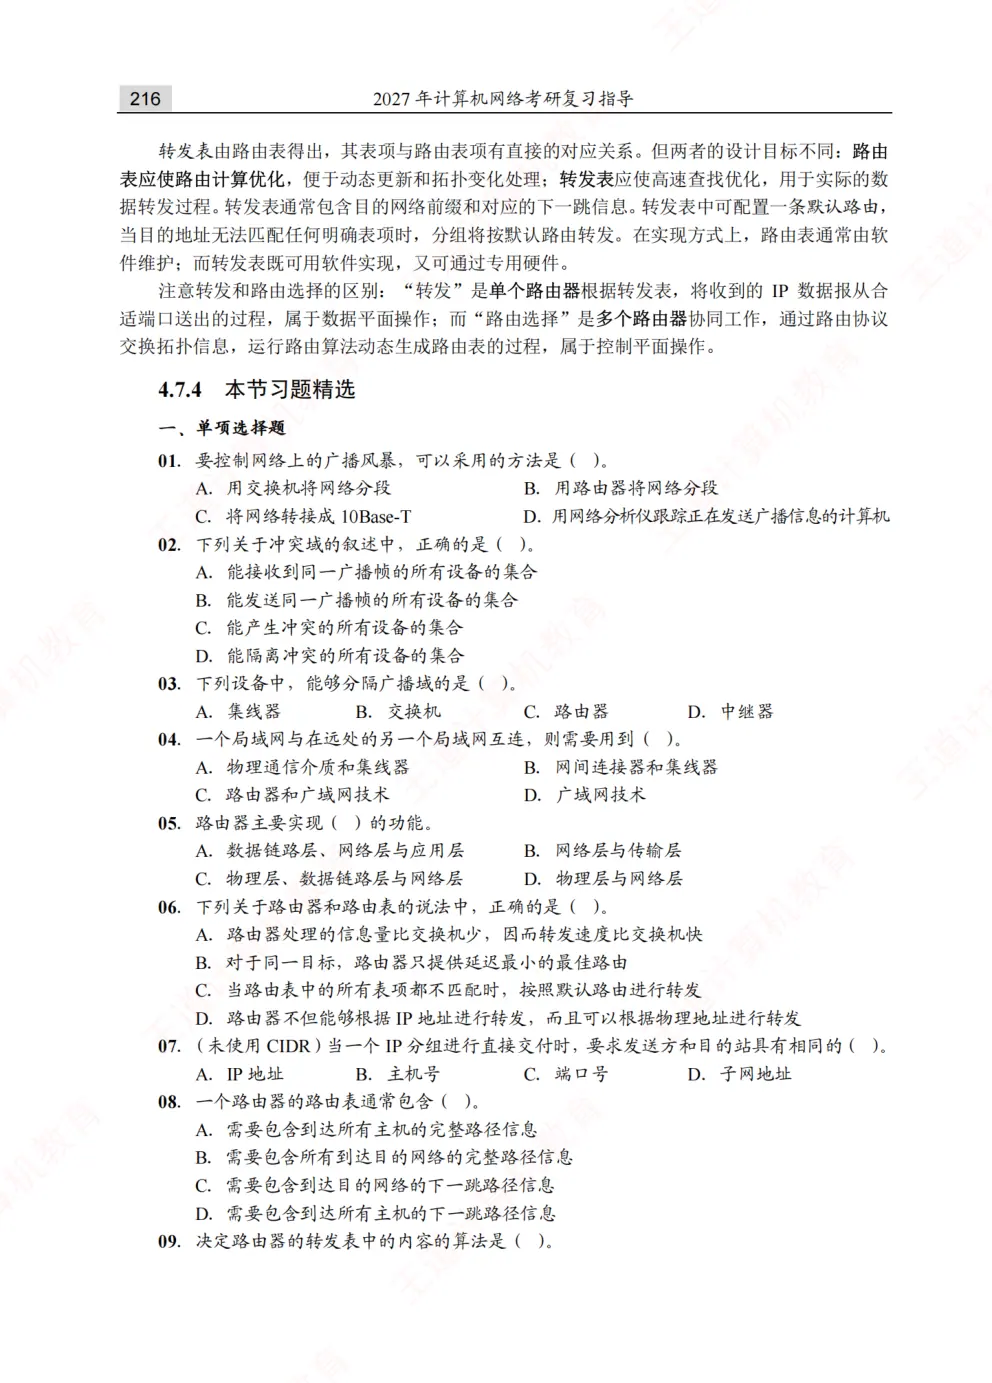 216
2027 年计算机网络考研复习指导
转发表由路由表得出，其表项与路由表项有直接的对应关系。但两者的设计目标不同：路由
表应使路由计算优化，便于动态更新和拓扑变化处理；转发表应使高速查找优化，用于实际的数
据转发过程。转发表通常包含目的网络前缀和对应的下一跳信息。转发表中可配置一条默认路由，
当目的地址无法匹配任何明确表项时，分组将按默认路由转发。在实现方式上，路由表通常由软
件维护；而转发表既可用软件实现，又可通过专用硬件。
注意转发和路由选择的区别：“转发”是单个路由器根据转发表，将收到的 IP 数据报从合
适端口送出的过程，属于数据平面操作；而“路由选择”是多个路由器协同工作，通过路由协议
交换拓扑信息，运行路由算法动态生成路由表的过程，属于控制平面操作。
4.7.4 本节习题精选
一、单项选择题
01. 要控制网络上的广播风暴，可以采用的方法是（ ）。
A. 用交换机将网络分段 B. 用路由器将网络分段
C. 将网络转接成 10Base-T D. 用网络分析仪跟踪正在发送广播信息的计算机
02. 下列关于冲突域的叙述中，正确的是（ ）。
A. 能接收到同一广播帧的所有设备的集合
B. 能发送同一广播帧的所有设备的集合
C. 能产生冲突的所有设备的集合
D. 能隔离冲突的所有设备的集合
03. 下列设备中，能够分隔广播域的是（ ）。
A. 集线器 B. 交换机 C. 路由器 D. 中继器
04. 一个局域网与在远处的另一个局域网互连，则需要用到（ ）。
A. 物理通信介质和集线器 B. 网间连接器和集线器
C. 路由器和广域网技术 D. 广域网技术
05. 路由器主要实现（ ）的功能。
A. 数据链路层、网络层与应用层 B. 网络层与传输层
C. 物理层、数据链路层与网络层 D. 物理层与网络层
06. 下列关于路由器和路由表的说法中，正确的是（ ）。
A. 路由器处理的信息量比交换机少，因而转发速度比交换机快
B. 对于同一目标，路由器只提供延迟最小的最佳路由
C. 当路由表中的所有表项都不匹配时，按照默认路由进行转发
D. 路由器不但能够根据 IP 地址进行转发，而且可以根据物理地址进行转发
07. （未使用 CIDR）当一个 IP 分组进行直接交付时，要求发送方和目的站具有相同的（ ）。
A. IP 地址 B. 主机号 C. 端口号 D. 子网地址
08. 一个路由器的路由表通常包含（ ）。
A. 需要包含到达所有主机的完整路径信息
B. 需要包含所有到达目的网络的完整路径信息
C. 需要包含到达目的网络的下一跳路径信息
D. 需要包含到达所有主机的下一跳路径信息
09. 决定路由器的转发表中的内容的算法是（ ）。